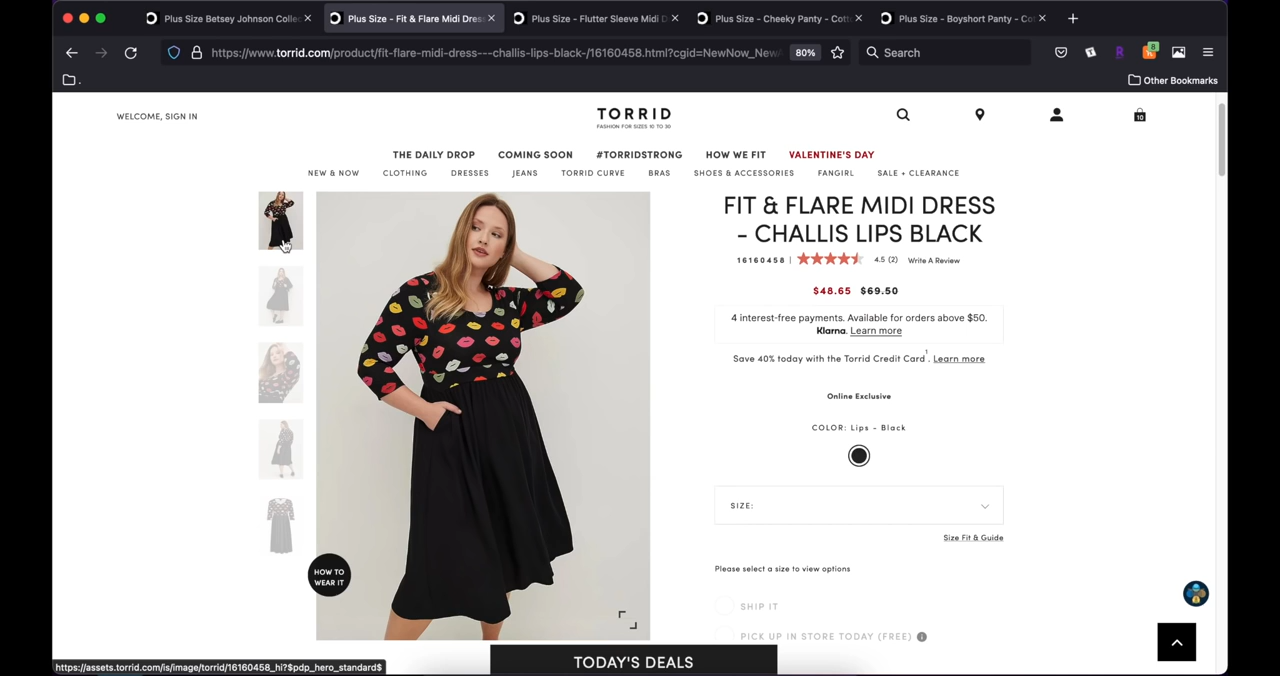 Plus Size Betsey Johnson Collec
Plus Size - Fit & Flare Midi Dress
Plus Size - Flutter Sleeve Midi D
Plus Size - Cheeky Panty - Cott
Plus Size - Boyshort Panty - Cot
https://www.torrid.com/product/fit-flare-midi-dress---challis-lips-black-/16160458.html?cgid=NewNow_NewA
80%
Search
8
.
Other Bookmarks
WELCOME, SIGN IN
TORRID
FASHION FOR SIZES 10 TO 30
10
THE DAILY DROP COMING SOON #TORRIDSTRONG HOW WE FIT VALENTINE'S DAY
NEW & NOW CLOTHING DRESSES JEANS TORRID CURVE BRAS SHOES & ACCESSORIES FANGIRL SALE + CLEARANCE
FIT & FLARE MIDI DRESS
- CHALLIS LIPS BLACK
16160458 | 4.5 (2) Write A Review
$48.65 $69.50
4 interest-free payments. Available for orders above $50.
Klarna. Learn more
Save 40% today with the Torrid Credit Card1. Learn more
Online Exclusive
COLOR: Lips - Black
SIZE:
Size Fit & Guide
Please select a size to view options
HOW TO
WEAR IT
SHIP IT
PICK UP IN STORE TODAY (FREE) i
TODAY'S DEALS
https://assets.torrid.com/is/image/torrid/16160458_hi?$pdp_hero_standard$